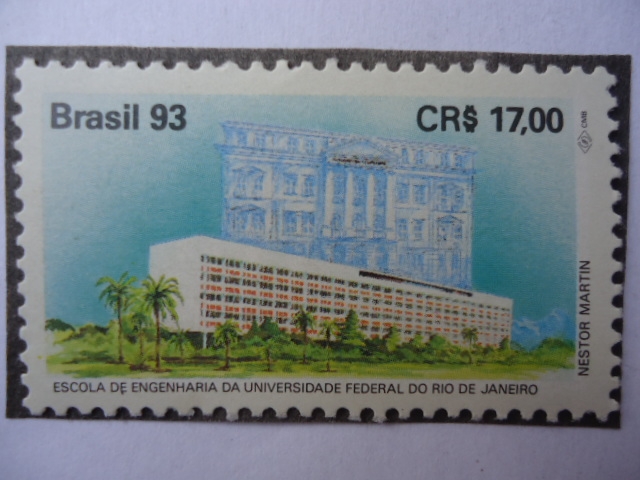 Brasil 93
CR$ 17,00
CMB
NESTOR MARTIN
ESCOLA DE ENGENHARIA DA UNIVERSIDADE FEDERAL DO RIO DE JANEIRO